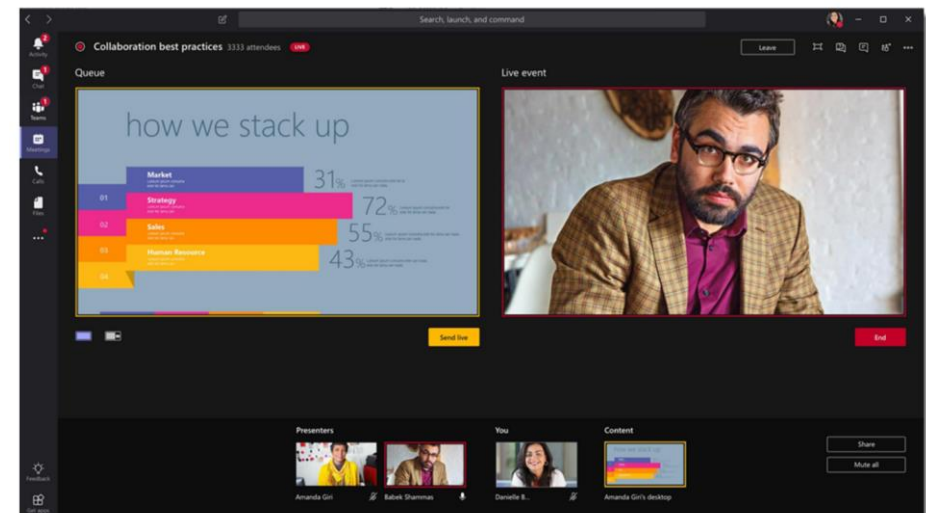 Search, launch, and command
2
Activity
Collaboration best practices 3333 attendees LIVE
Leave
1
Chat
Queue
Live event
1
Teams
how we stack up
Meetings
Market
31%
Calls
01
Strategy
72%
Files
02
Sales
55%
03
Human Resource
43%
04
Send live
End
Presenters
You
Content
Share
Mute all
Feedback
Amanda Giri
Babek Shammas
Danielle B...
Amanda Giri's desktop
Get apps